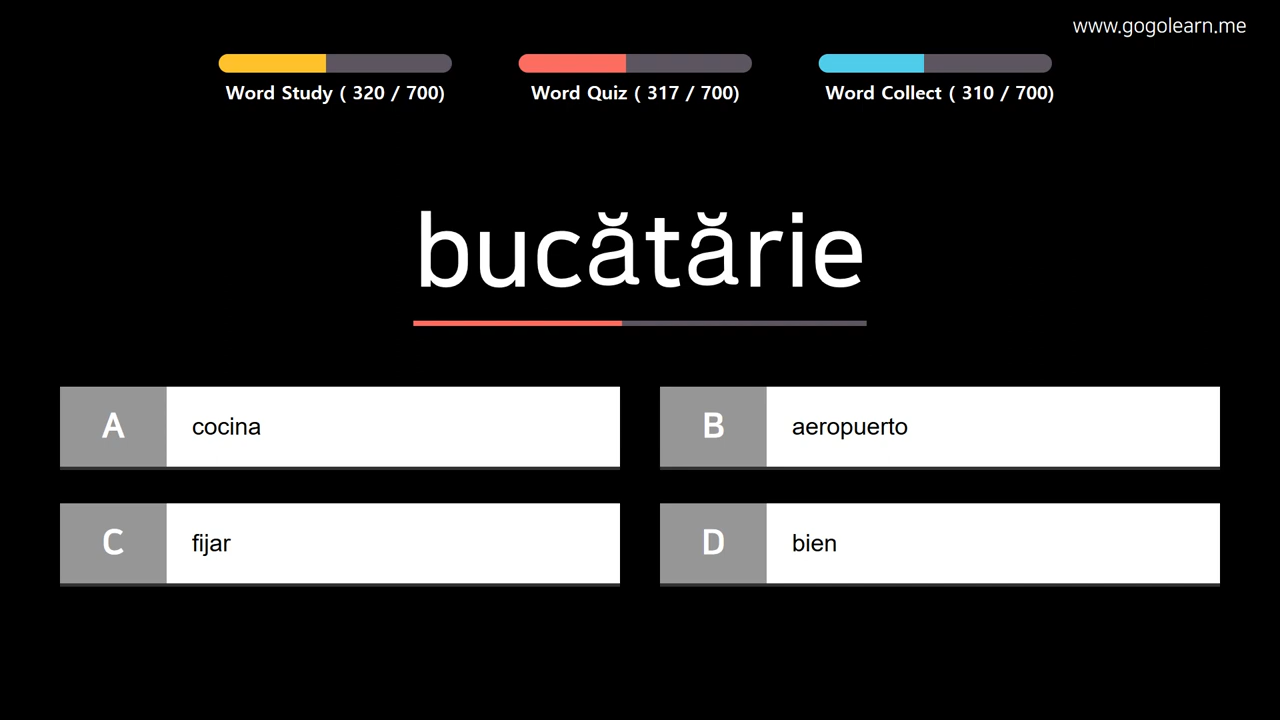 www.gogolearn.me
Word Study ( 320 / 700)
Word Quiz ( 317 / 700)
Word Collect ( 310 / 700)
bucătărie
A cocina
B aeropuerto
C fijar
D bien